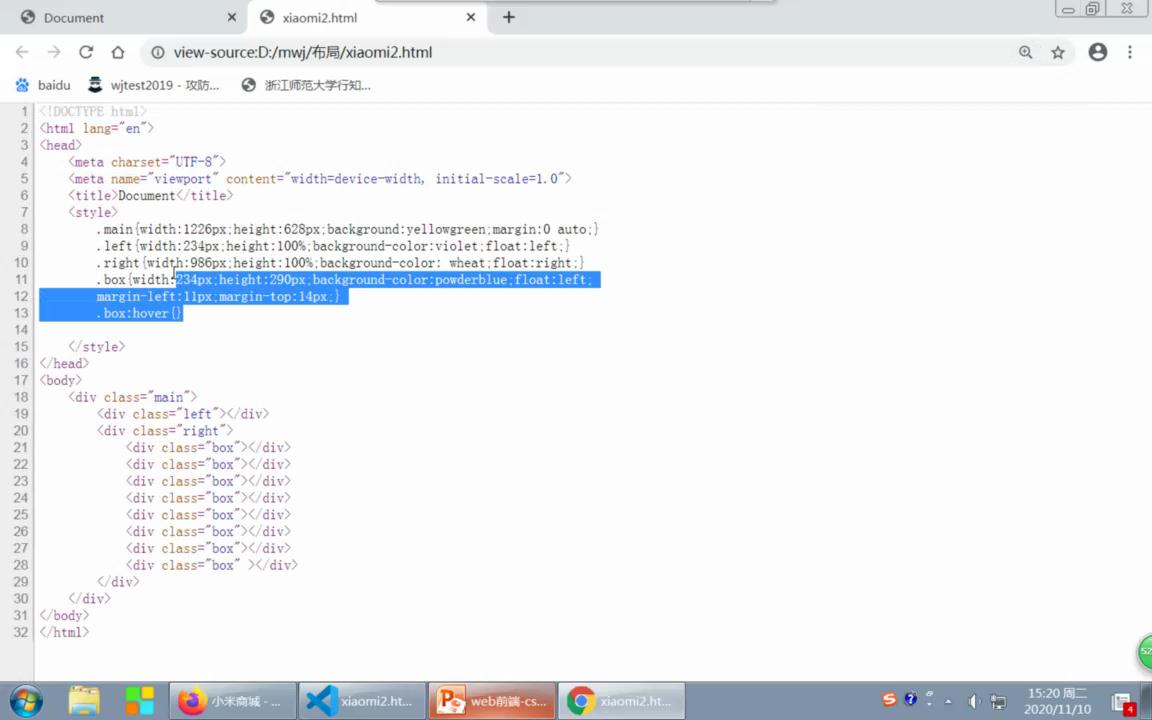 Document
xiaomi2.html
view-source:D:/mwj/布局/xiaomi2.html
baidu
wjtest2019 - 攻防...
浙江师范大学行知...
1 <!DOCTYPE html>
2 <html lang="en">
3 <head>
4 <meta charset="UTF-8">
5 <meta name="viewport" content="width=device-width, initial-scale=1.0">
6 <title>Document</title>
7 <style>
8 .main{width:1226px;height:628px;background:yellowgreen;margin:0 auto;}
9 .left{width:234px;height:100%;background-color:violet;float:left;}
10 .right{width:986px;height:100%;background-color: wheat;float:right;}
11 .box{width:234px;height:290px;background-color:powderblue;float:left;
12 margin-left:11px;margin-top:14px;}
13 .box:hover{}
14
15 </style>
16 </head>
17 <body>
18 <div class="main">
19 <div class="left"></div>
20 <div class="right">
21 <div class="box"></div>
22 <div class="box"></div>
23 <div class="box"></div>
24 <div class="box"></div>
25 <div class="box"></div>
26 <div class="box"></div>
27 <div class="box"></div>
28 <div class="box" ></div>
29 </div>
30 </div>
31 </body>
32 </html>
52
小米商城 - ...
xiaomi2.ht...
web前端-cs...
xiaomi2.ht...
15:20 周二
2020/11/10
4